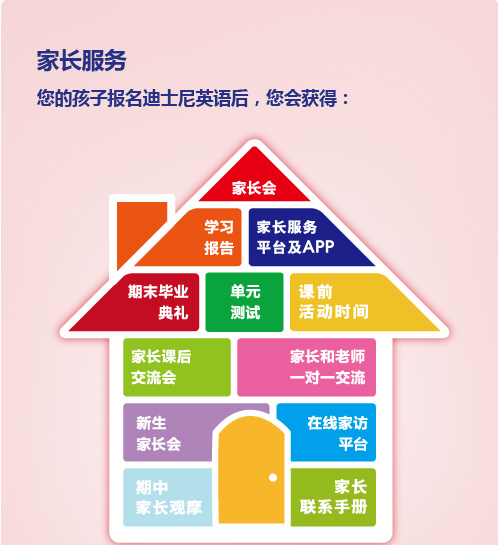 家长服务
您的孩子报名迪士尼英语后，您会获得：
家长会
学习
报告
家长服务
平台及APP
期末毕业
典礼
单元
测试
课前
活动时间
家长课后
交流会
家长和老师
一对一交流
新生
家长会
在线家访
平台
期中
家长观摩
家长
联系手册